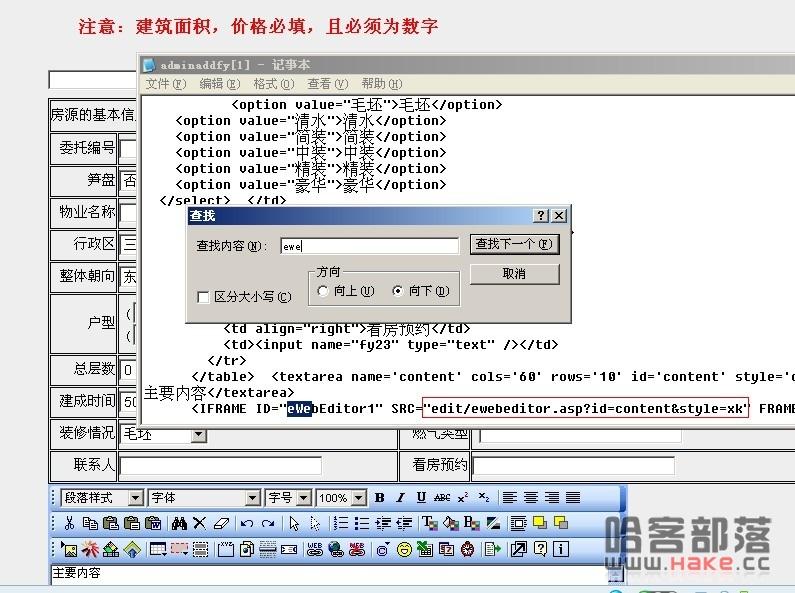 注意：建筑面积，价格必填，且必须为数字
adminaddfy[1] - 记事本
文件(F) 编辑(E) 格式(O) 查看(V) 帮助(H)
<option value="毛坯">毛坯</option>
<option value="清水">清水</option>
<option value="简装">简装</option>
<option value="中装">中装</option>
<option value="精装">精装</option>
<option value="豪华">豪华</option>
</select> </td>
查找
查找内容(N):
ewe
查找下一个(F)
取消
方向
区分大小写(C)
向上(U)
向下(D)
<td align="right">看房预约</td>
<td><input name="fy23" type="text" /></td>
</tr>
</table> <textarea name='content' cols='60' rows='10' id='content' style='
主要内容</textarea>
<IFRAME ID="eWebEditor1" SRC="edit/ewebeditor.asp?id=content&style=xk" FRAME
房源的基本信
委托编号
笋盘 否
物业名称
行政区 三
整体朝向 东
户型 (
(
总层数 0
建成时间 50
装修情况 毛坯 燃气类型
联系人 看房预约
段落样式 字体 字号 100% B I U ABC x² x₂
主要内容
哈客部落
www.HAKE.cc